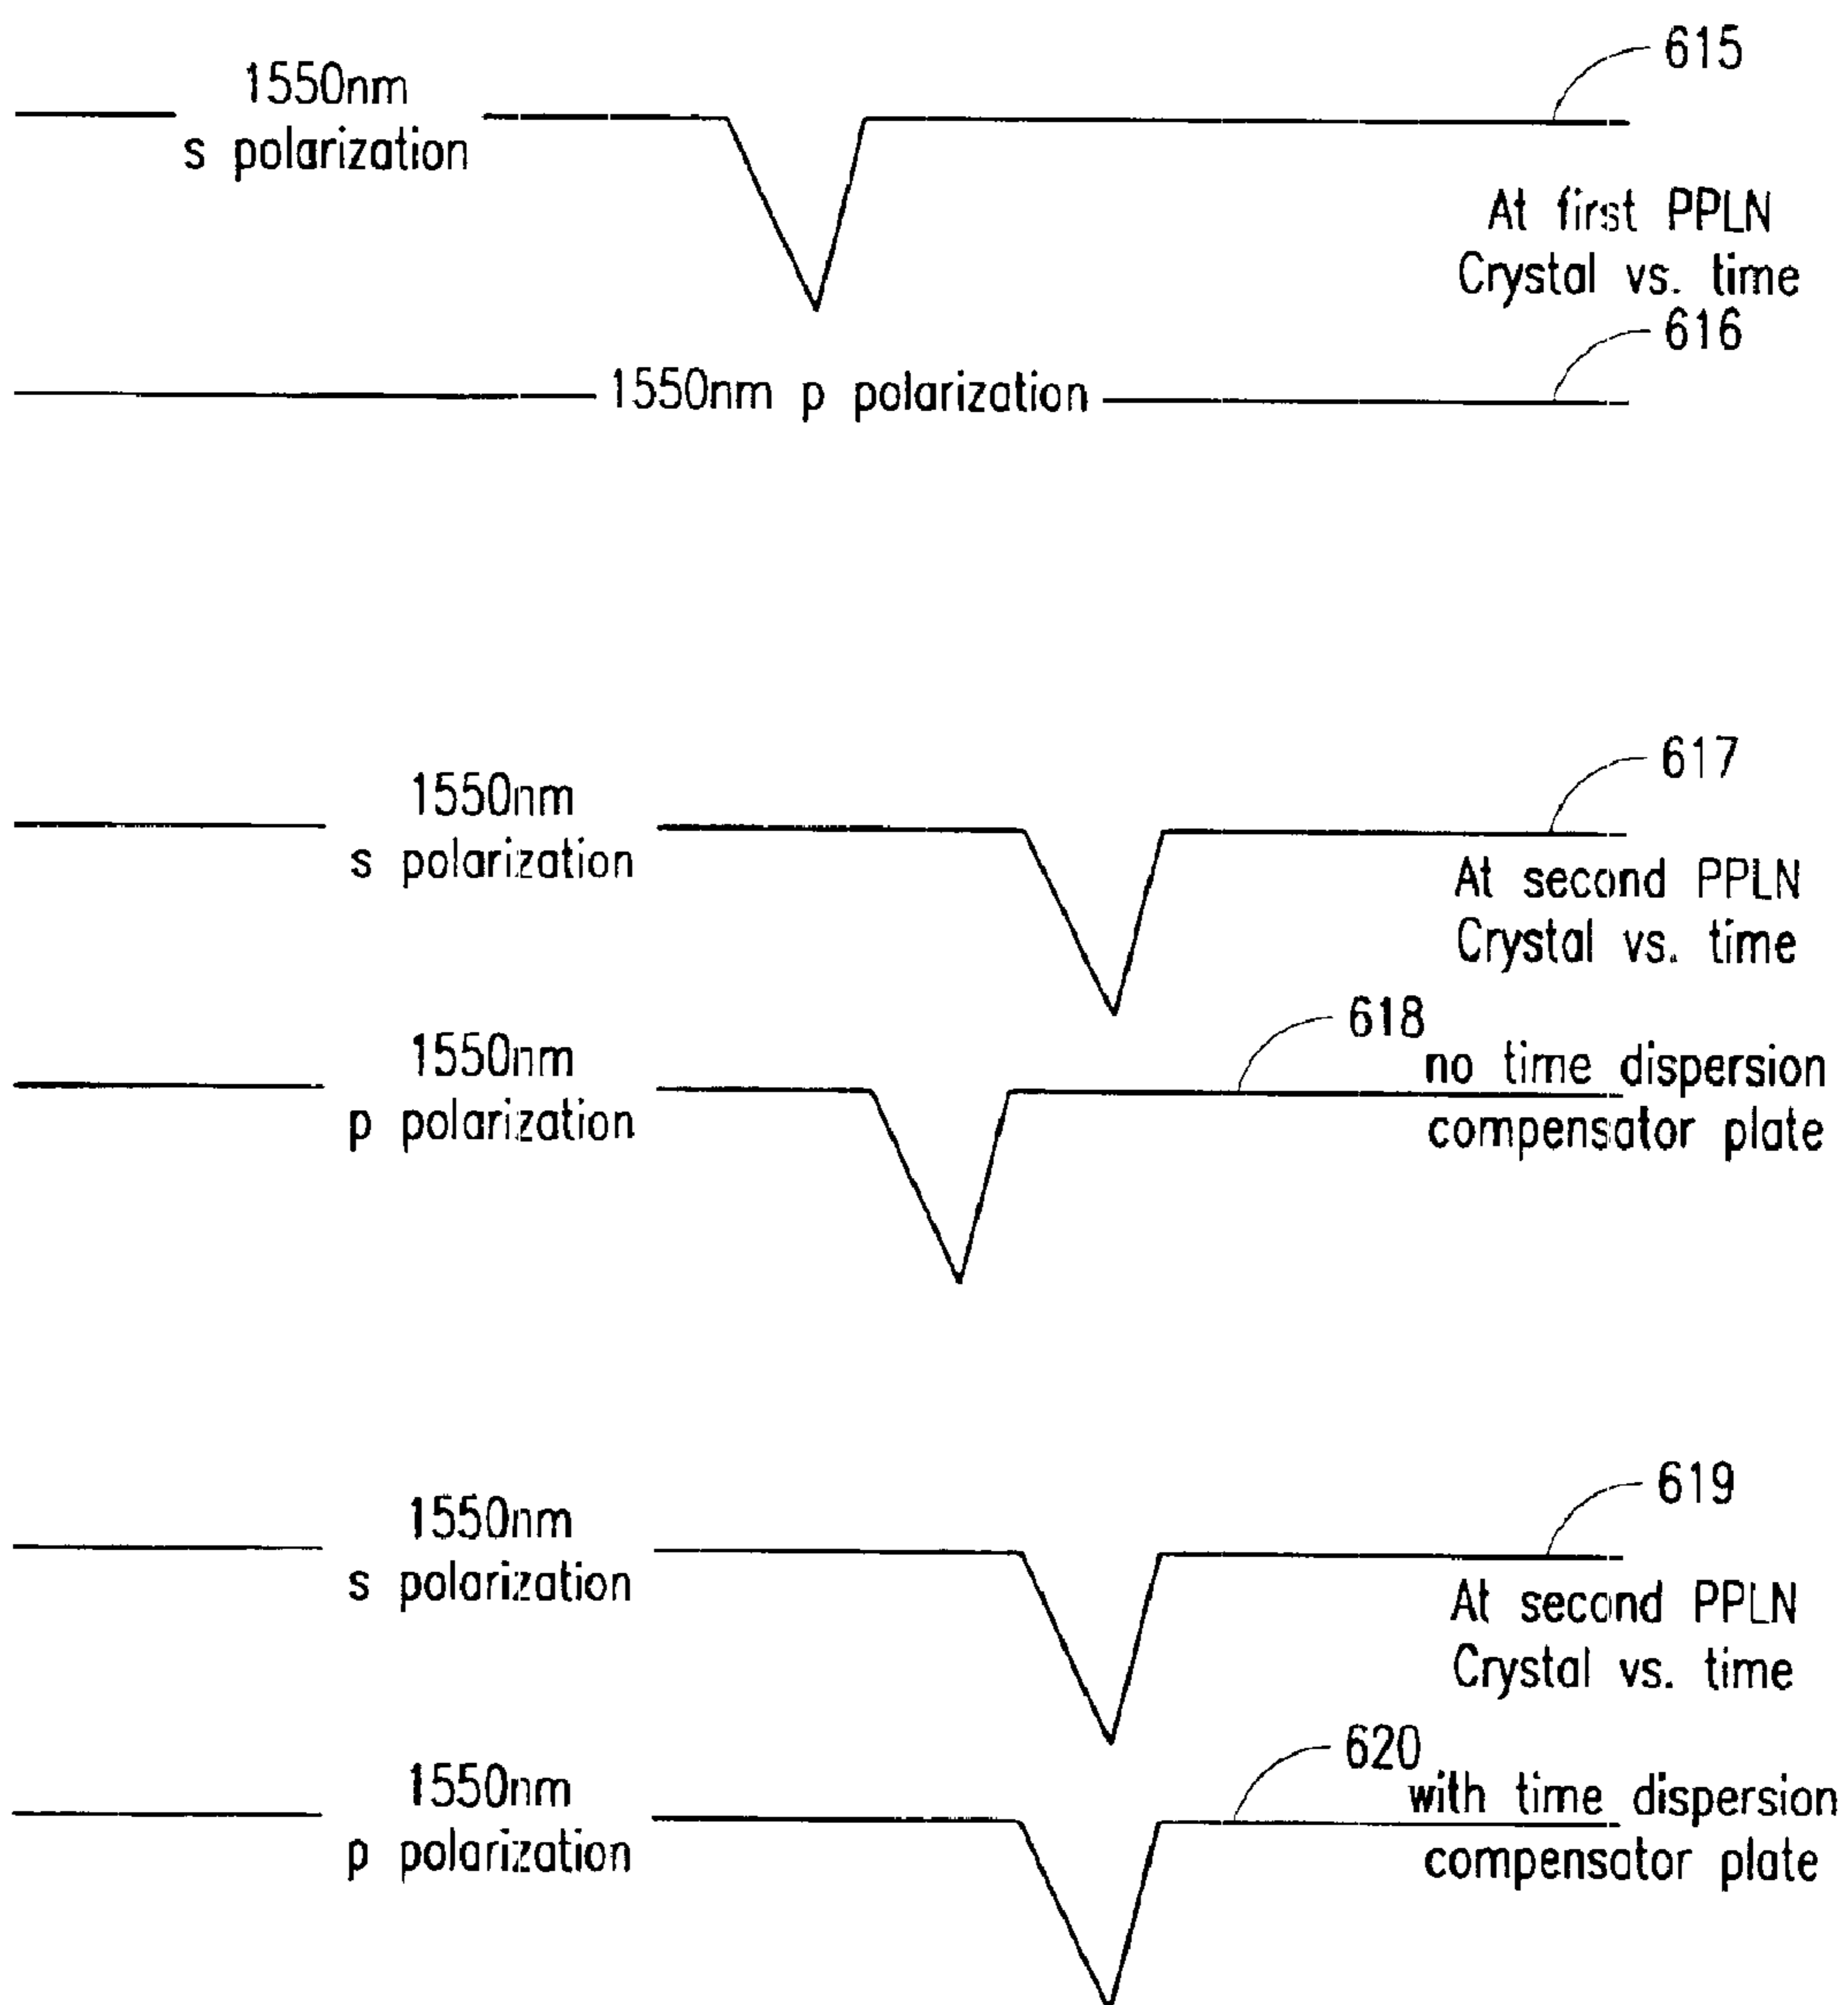 615
1550nm
s polarization
At first PPLN
Crystal vs. time
616
1550nm p polarization
617
1550nm
s polarization
At second PPLN
Crystal vs. time
618
1550nm
p polarization
no time dispersion
compensator plate
619
1550nm
s polarization
At second PPLN
Crystal vs. time
620
1550nm
p polarization
with time dispersion
compensator plate